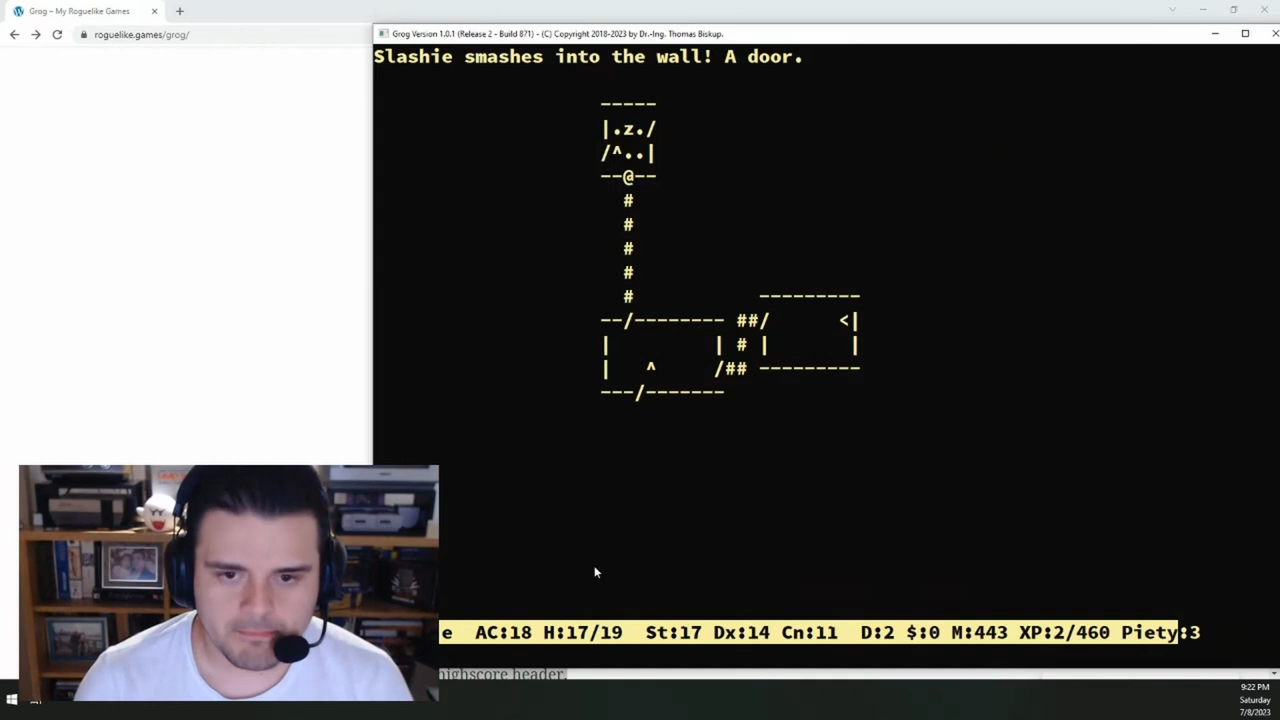 Grog – My Roguelike Games
roguelike.games/grog/
Grog Version 1.0.1 (Release 2 - Build 871) - (C) Copyright 2018-2023 by Dr.-Ing. Thomas Biskup.
Slashie smashes into the wall! A door.
-----
|.z./
/^..|
--@--
#
#
#
#
# ---------
--/-------- ##/ <|
| | # | |
| ^ /## ---------
---/-------
e AC:18 H:17/19 St:17 Dx:14 Cn:11 D:2 $:0 M:443 XP:2/460 Piety:3
highscore header.
9:22 PM
Saturday
7/8/2023